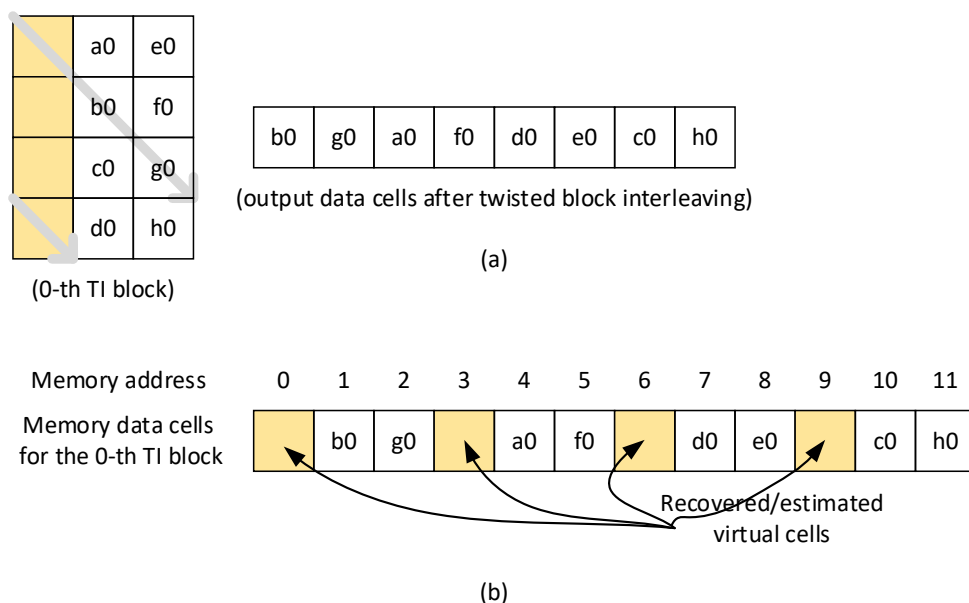 a0 e0
b0 f0
c0 g0
d0 h0
(0-th TI block)
b0 g0 a0 f0 d0 e0 c0 h0
(output data cells after twisted block interleaving)
(a)
Memory address 0 1 2 3 4 5 6 7 8 9 10 11
Memory data cells
for the 0-th TI block
b0 g0 a0 f0 d0 e0 c0 h0
Recovered/estimated
virtual cells
(b)